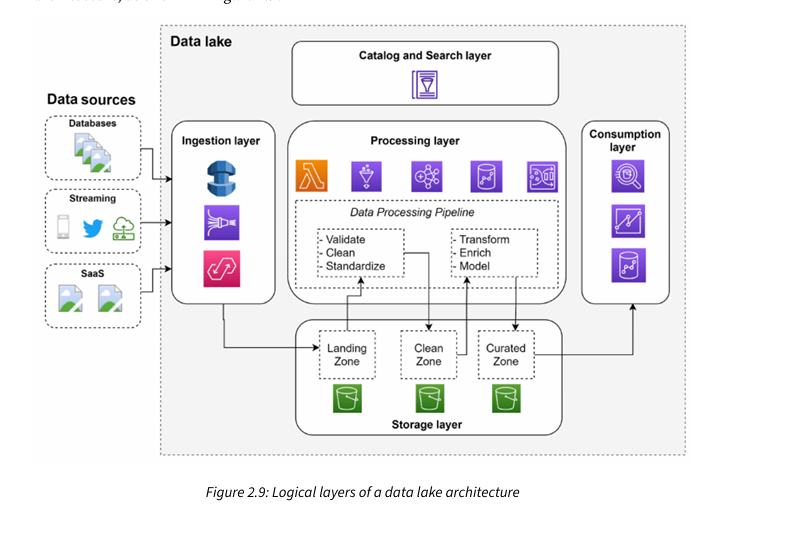 Data lake
Catalog and Search layer
Data sources
Databases
Streaming
SaaS
Ingestion layer
Processing layer
Data Processing Pipeline
- Validate
- Clean
- Standardize
- Transform
- Enrich
- Model
Consumption
layer
Landing
Zone
Clean
Zone
Curated
Zone
Storage layer
Figure 2.9: Logical layers of a data lake architecture